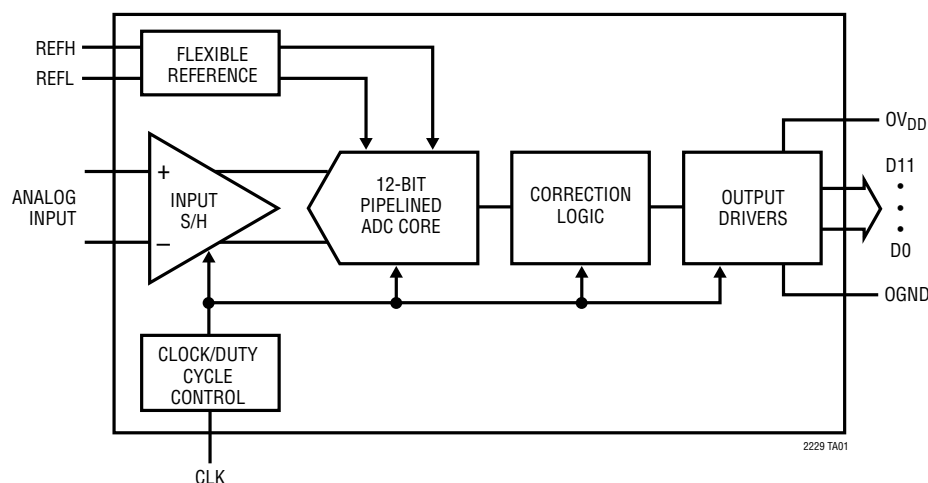 REFH
REFL
FLEXIBLE
REFERENCE
OVDD
ANALOG
INPUT
+
−
INPUT
S/H
12-BIT
PIPELINED
ADC CORE
CORRECTION
LOGIC
OUTPUT
DRIVERS
D11
•
•
•
D0
OGND
CLOCK/DUTY
CYCLE
CONTROL
CLK
2229 TA01